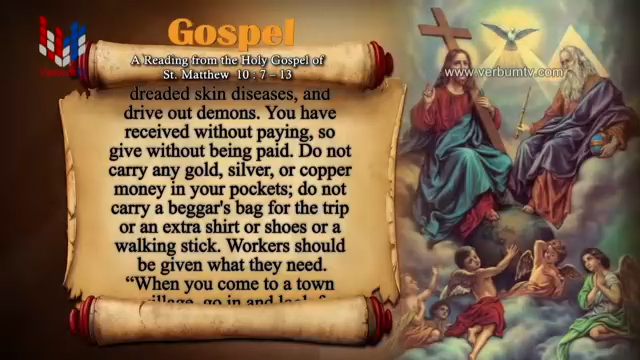 Gospel
A Reading from the Holy Gospel of
St. Matthew 10 : 7 – 13
www.verbumtv.com
dreaded skin diseases, and
drive out demons. You have
received without paying, so
give without being paid. Do not
carry any gold, silver, or copper
money in your pockets; do not
carry a beggar's bag for the trip
or an extra shirt or shoes or a
walking stick. Workers should
be given what they need.
“When you come to a town
go in and